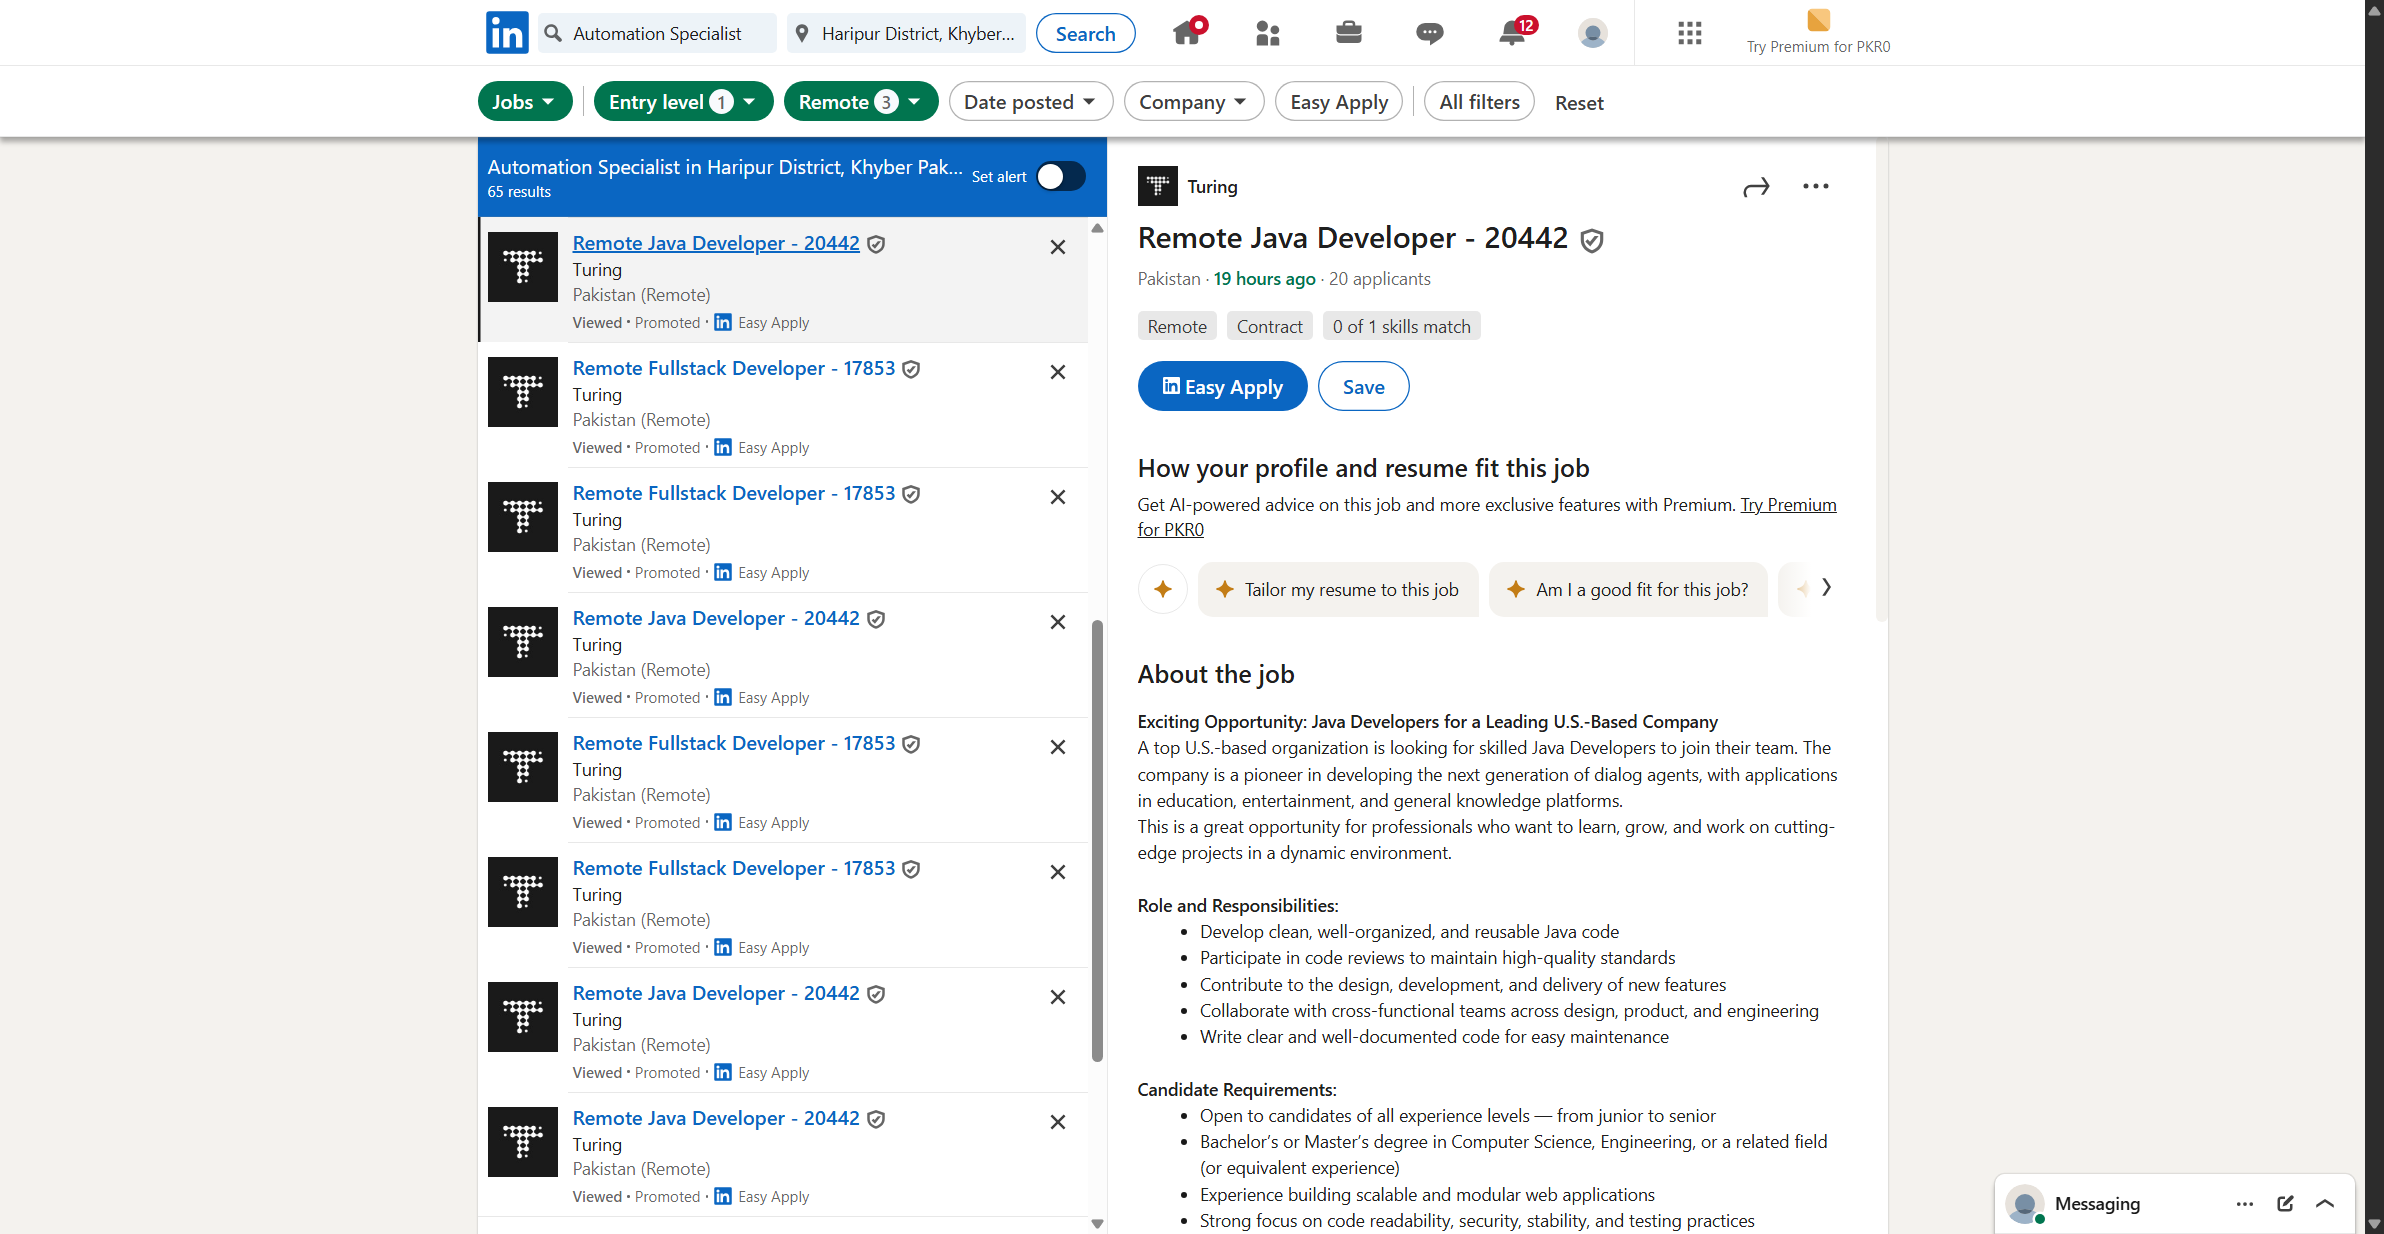 in
Automation Specialist
Haripur District, Khyber...
Search
12
Try Premium for PKR0
Jobs
Entry level 1
Remote 3
Date posted
Company
Easy Apply
All filters
Reset
Automation Specialist in Haripur District, Khyber Pak...
65 results
Set alert
Remote Java Developer - 20442
Turing
Pakistan (Remote)
Viewed · Promoted · in Easy Apply
Remote Fullstack Developer - 17853
Turing
Pakistan (Remote)
Viewed · Promoted · in Easy Apply
Remote Fullstack Developer - 17853
Turing
Pakistan (Remote)
Viewed · Promoted · in Easy Apply
Remote Java Developer - 20442
Turing
Pakistan (Remote)
Viewed · Promoted · in Easy Apply
Remote Fullstack Developer - 17853
Turing
Pakistan (Remote)
Viewed · Promoted · in Easy Apply
Remote Fullstack Developer - 17853
Turing
Pakistan (Remote)
Viewed · Promoted · in Easy Apply
Remote Java Developer - 20442
Turing
Pakistan (Remote)
Viewed · Promoted · in Easy Apply
Remote Java Developer - 20442
Turing
Pakistan (Remote)
Viewed · Promoted · in Easy Apply
Turing
Remote Java Developer - 20442
Pakistan · 19 hours ago · 20 applicants
Remote
Contract
0 of 1 skills match
in Easy Apply
Save
How your profile and resume fit this job
Get AI-powered advice on this job and more exclusive features with Premium. Try Premium
for PKR0
Tailor my resume to this job
Am I a good fit for this job?
About the job
Exciting Opportunity: Java Developers for a Leading U.S.-Based Company
A top U.S.-based organization is looking for skilled Java Developers to join their team. The
company is a pioneer in developing the next generation of dialog agents, with applications
in education, entertainment, and general knowledge platforms.
This is a great opportunity for professionals who want to learn, grow, and work on cutting-
edge projects in a dynamic environment.
Role and Responsibilities:
• Develop clean, well-organized, and reusable Java code
• Participate in code reviews to maintain high-quality standards
• Contribute to the design, development, and delivery of new features
• Collaborate with cross-functional teams across design, product, and engineering
• Write clear and well-documented code for easy maintenance
Candidate Requirements:
• Open to candidates of all experience levels — from junior to senior
• Bachelor's or Master's degree in Computer Science, Engineering, or a related field
(or equivalent experience)
• Experience building scalable and modular web applications
• Strong focus on code readability, security, stability, and testing practices
Messaging